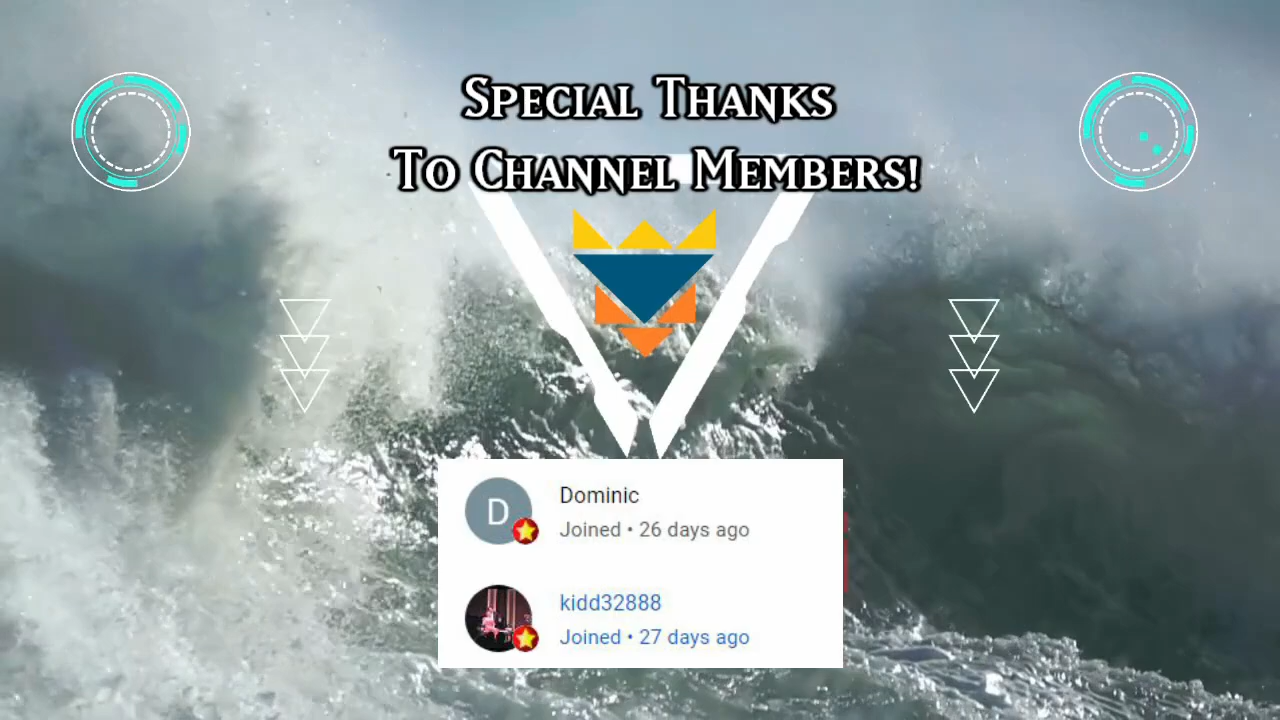 Special Thanks
To Channel Members!
D
Dominic
Joined • 26 days ago
kidd32888
Joined • 27 days ago